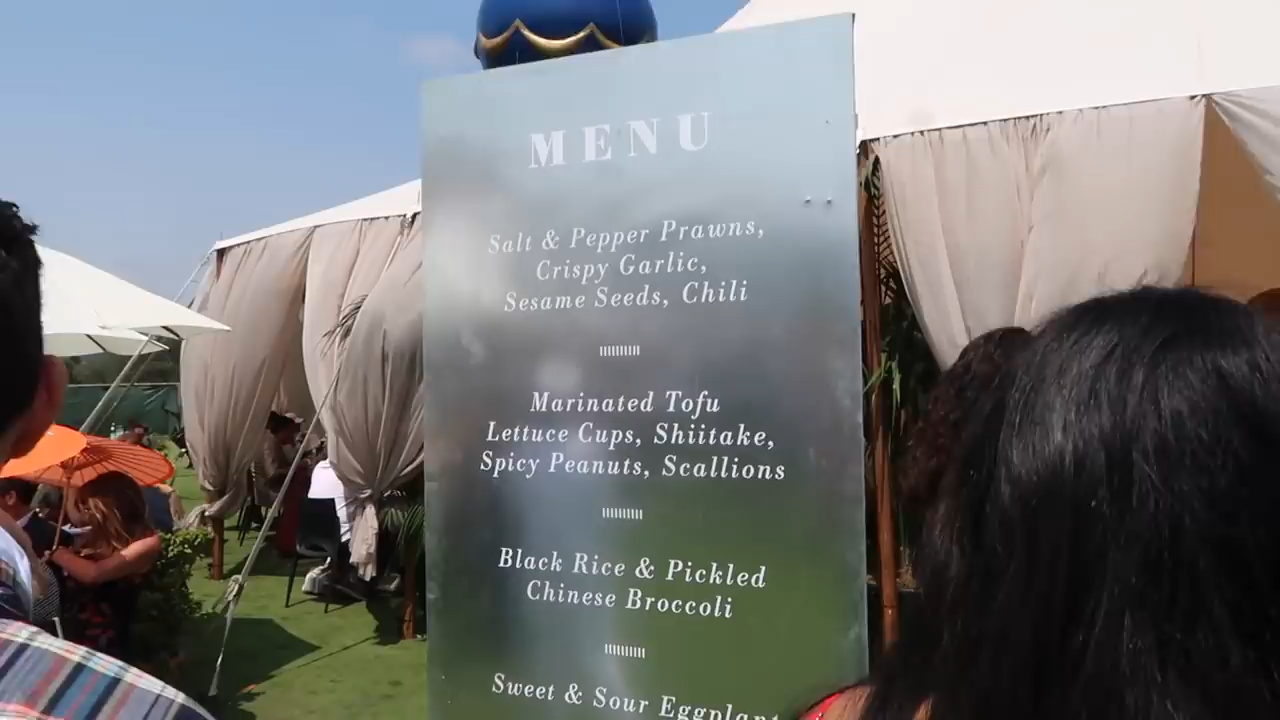 MENU
Salt & Pepper Prawns,
Crispy Garlic,
Sesame Seeds, Chili
Marinated Tofu
Lettuce Cups, Shiitake,
Spicy Peanuts, Scallions
Black Rice & Pickled
Chinese Broccoli
Sweet & Sour Eggplant